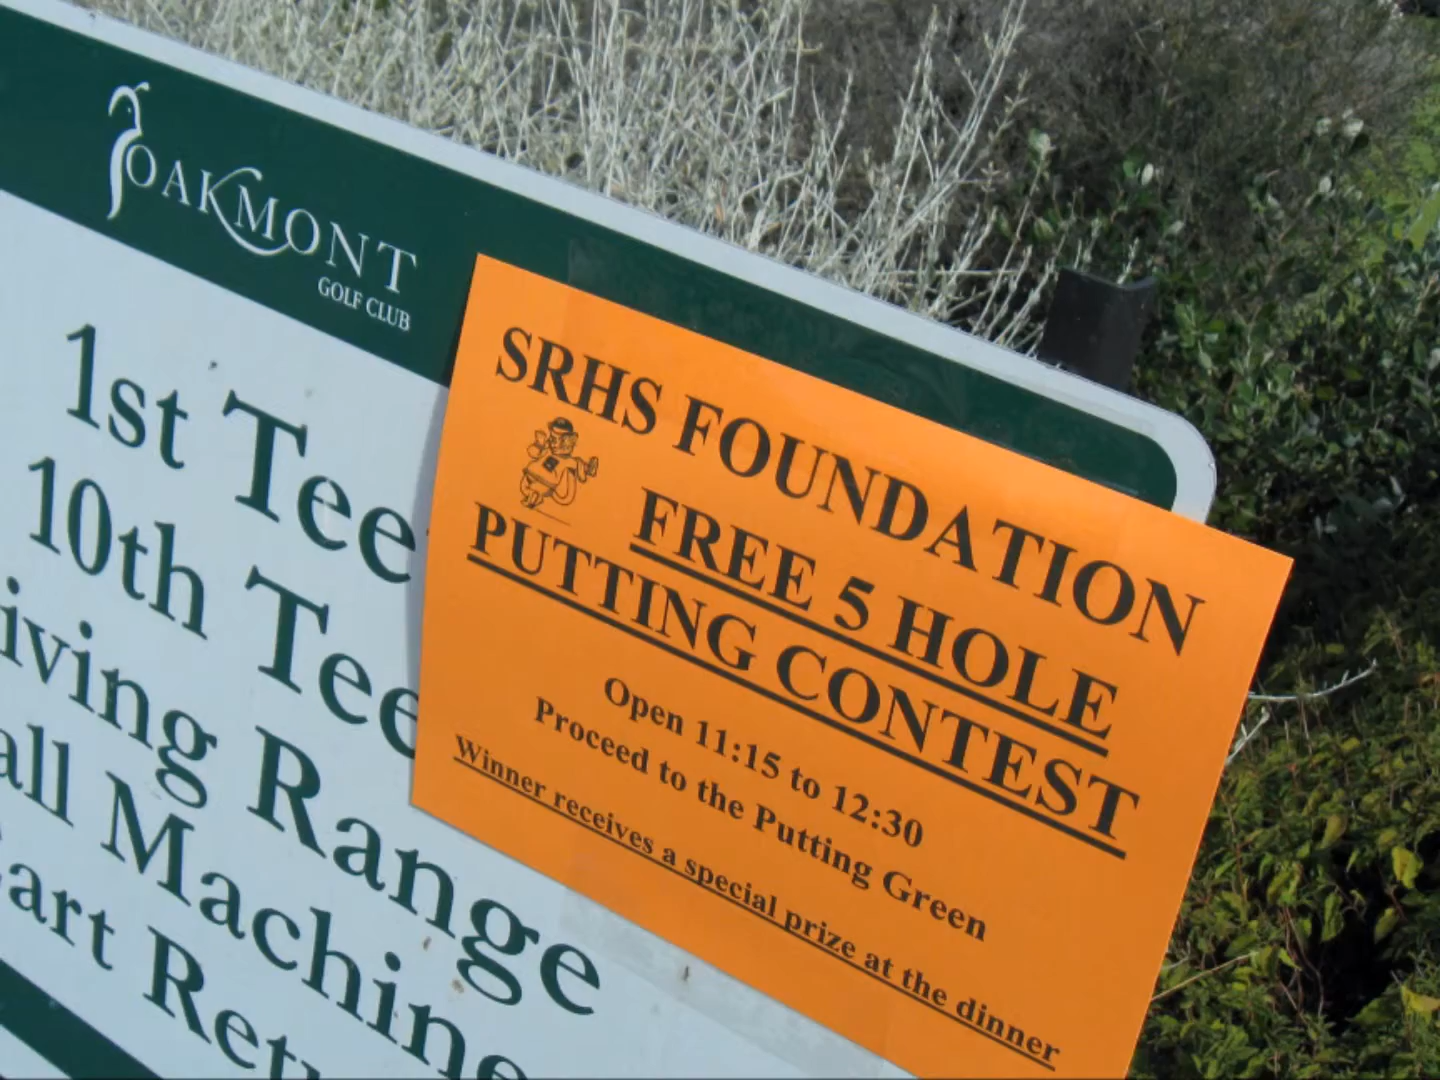 OAKMONT
GOLF CLUB
1st Tee
10th Tee
iving Range
all Machine
art Retu
SRHS FOUNDATION
FREE 5 HOLE
PUTTING CONTEST
Open 11:15 to 12:30
Proceed to the Putting Green
Winner receives a special prize at the dinner